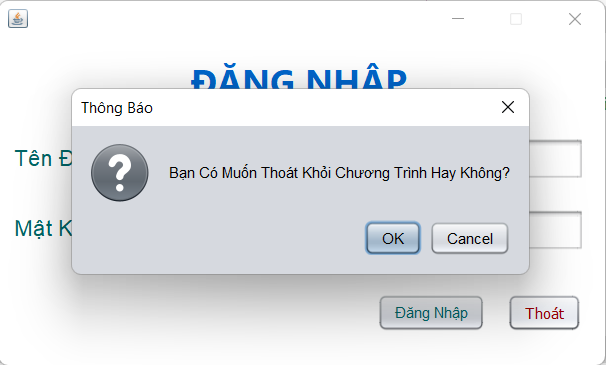 ĐĂNG NHẬP
Thông Báo
Tên Đ
Bạn Có Muốn Thoát Khỏi Chương Trình Hay Không?
Mật K
OK Cancel
Đăng Nhập Thoát